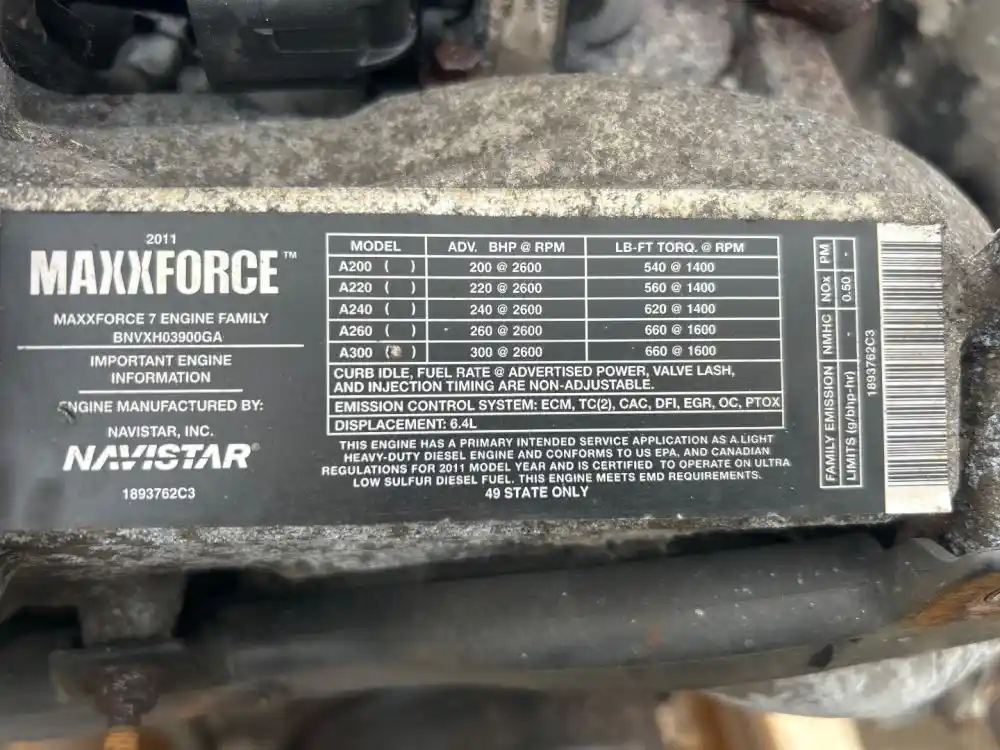 2011
MAXXFORCE™
MAXXFORCE 7 ENGINE FAMILY
BNVXH03900GA
IMPORTANT ENGINE
INFORMATION
ENGINE MANUFACTURED BY:
NAVISTAR, INC.
NAVISTAR®
1893762C3
MODEL ADV. BHP @ RPM LB-FT TORQ. @ RPM
A200 ( ) 200 @ 2600 540 @ 1400
A220 ( ) 220 @ 2600 560 @ 1400
A240 ( ) 240 @ 2600 620 @ 1400
A260 ( ) 260 @ 2600 660 @ 1600
A300 ( ) 300 @ 2600 660 @ 1600
CURB IDLE, FUEL RATE @ ADVERTISED POWER, VALVE LASH,
AND INJECTION TIMING ARE NON-ADJUSTABLE.
EMISSION CONTROL SYSTEM: ECM, TC(2), CAC, DFI, EGR, OC, PTOX
DISPLACEMENT: 6.4L
THIS ENGINE HAS A PRIMARY INTENDED SERVICE APPLICATION AS A LIGHT
HEAVY-DUTY DIESEL ENGINE AND CONFORMS TO US EPA, AND CANADIAN
REGULATIONS FOR 2011 MODEL YEAR AND IS CERTIFIED TO OPERATE ON ULTRA
LOW SULFUR DIESEL FUEL. THIS ENGINE MEETS EMD REQUIREMENTS.
49 STATE ONLY
FAMILY EMISSION NMHC NOx PM
LIMITS (g/bhp-hr) - 0.50 -
1893762C3